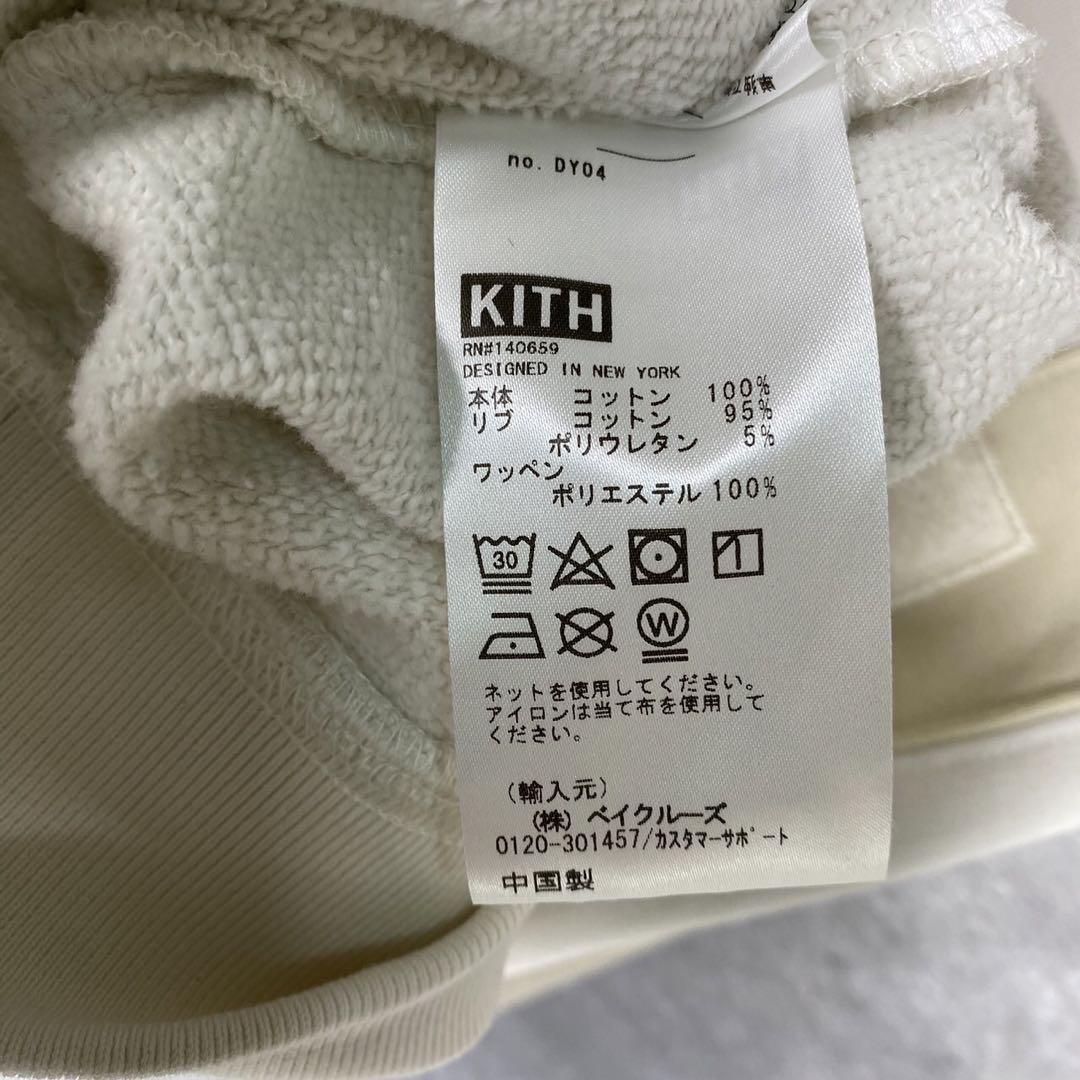 no. DY04
KITH
RN#140659
DESIGNED IN NEW YORK
本体 コットン 100%
リブ コットン 95%
ポリウレタン 5%
ワッペン
ポリエステル 100%
30
W
ネットを使用してください。
アイロンは当て布を使用して
ください。
(輸入元)
(株) ベイクルーズ
0120-301457/カスタマーサポート
中国製